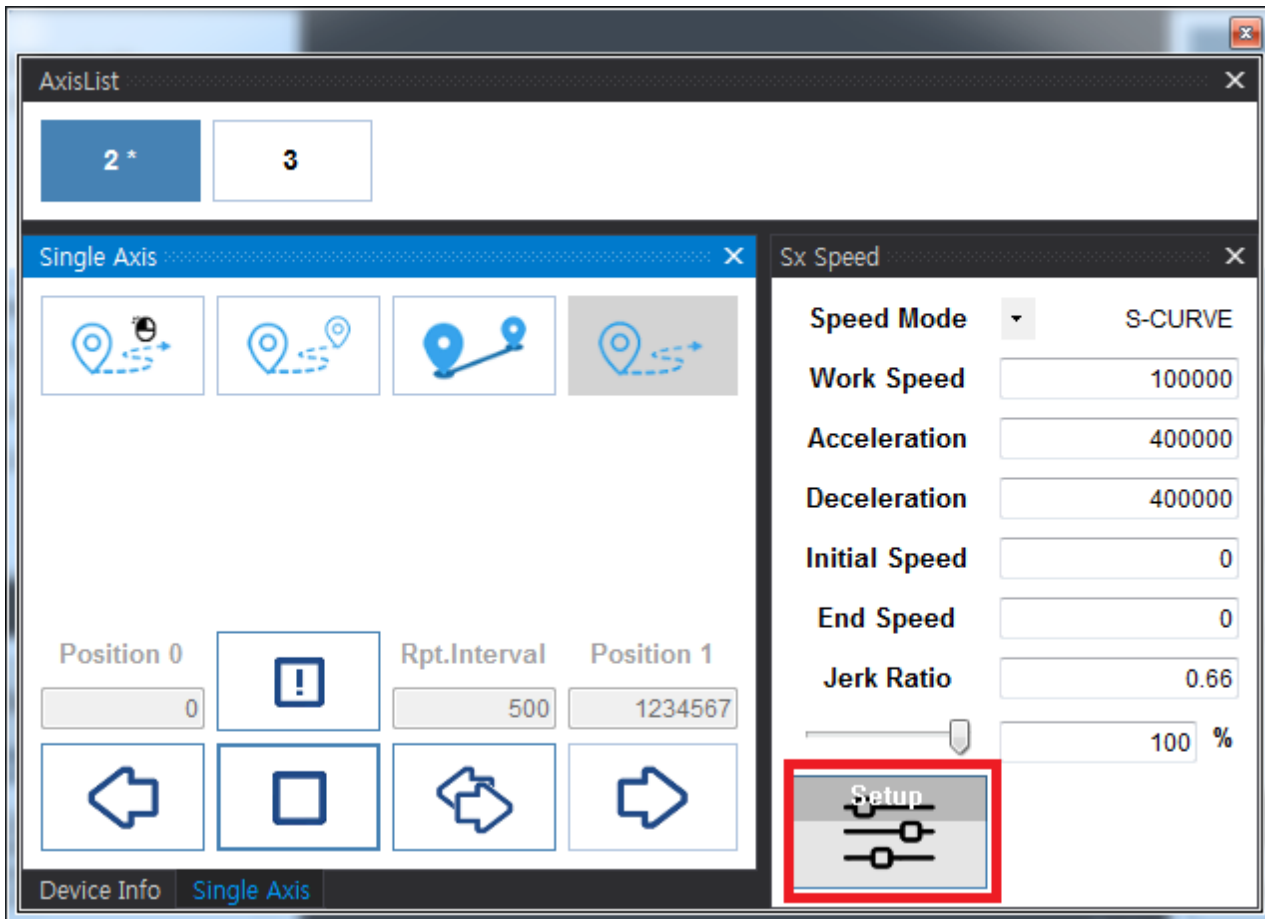 AxisList
2 *
3
Single Axis
Position 0
Rpt.Interval
Position 1
0
500
1234567
Device Info
Single Axis
Sx Speed
Speed Mode
S-CURVE
Work Speed
100000
Acceleration
400000
Deceleration
400000
Initial Speed
0
End Speed
0
Jerk Ratio
0.66
100 %
Setup